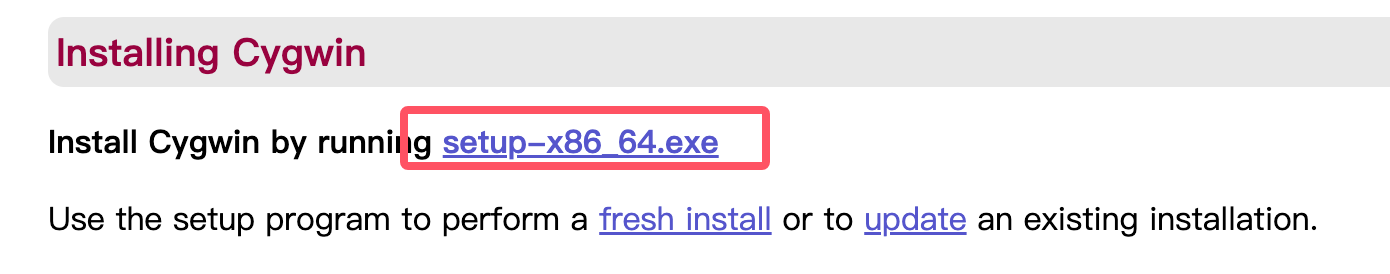 Installing Cygwin
Install Cygwin by running setup-x86_64.exe
Use the setup program to perform a fresh install or to update an existing installation.